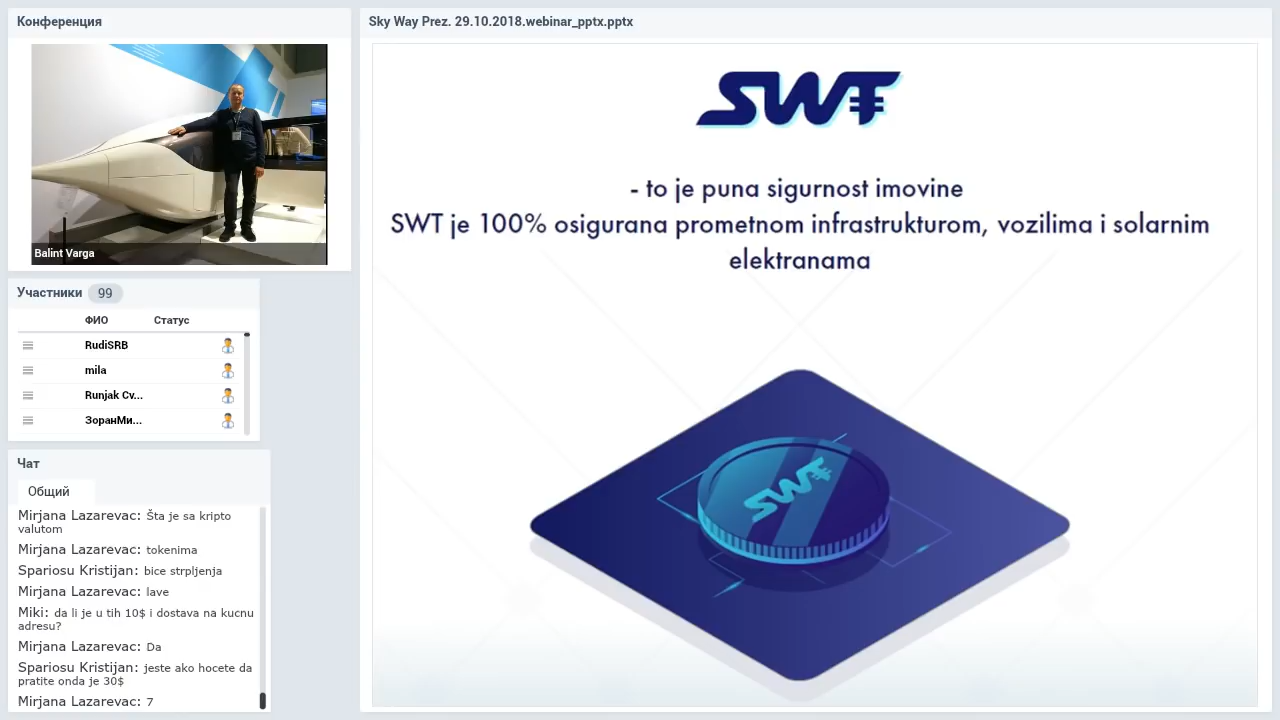 Конференция
Balint Varga
Участники 99
ФИО Статус
RudiSRB
mila
Runjak Cv...
ЗоранМи...
Чат
Общий
Mirjana Lazarevac: Šta je sa kripto
valutom
Mirjana Lazarevac: tokenima
Spariosu Kristijan: bice strpljenja
Mirjana Lazarevac: lave
Miki: da li je u tih 10$ i dostava na kucnu
adresu?
Mirjana Lazarevac: Da
Spariosu Kristijan: jeste ako hocete da
pratite onda je 30$
Mirjana Lazarevac: 7
Sky Way Prez. 29.10.2018.webinar_pptx.pptx
SWT
- to je puna sigurnost imovine
SWT je 100% osigurana prometnom infrastrukturom, vozilima i solarnim
elektranama
SWT